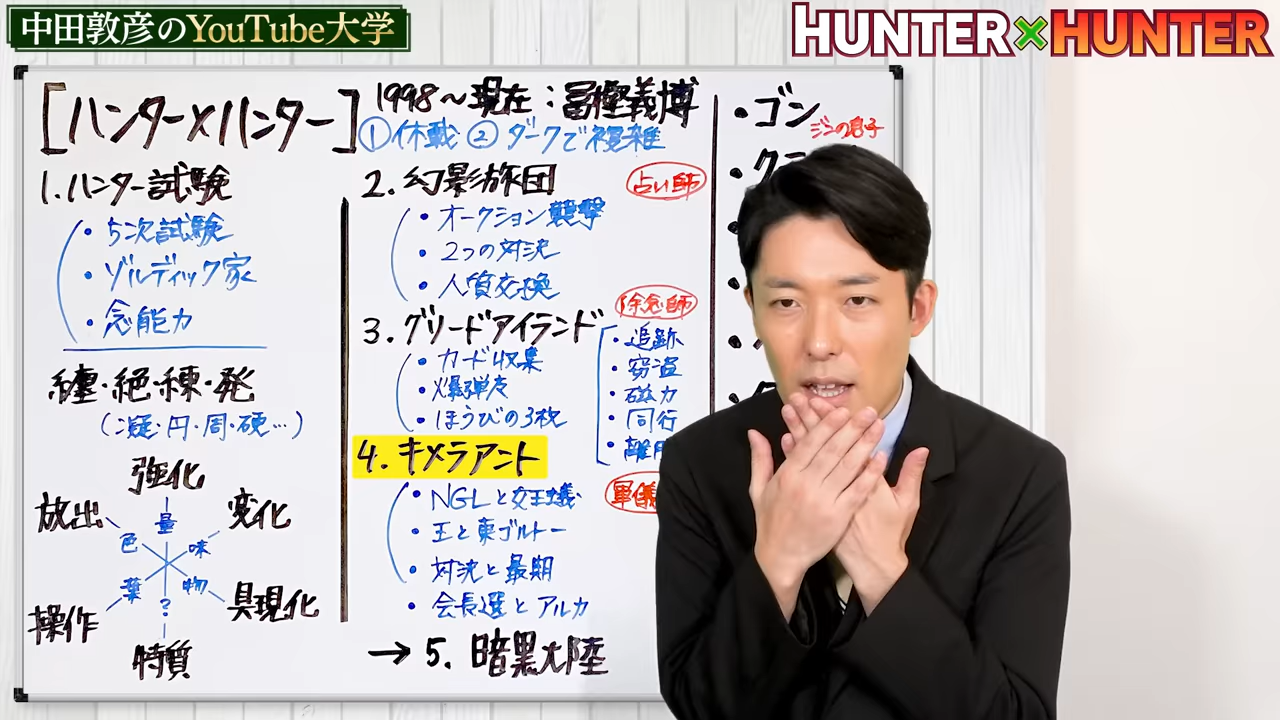 中田敦彦のYouTube大学
HUNTER×HUNTER
[ハンター×ハンター]
1998～現在：冨樫義博
①休載 ②ダークで複雑
1.ハンター試験
・5次試験
・ゾルディック家
・念能力
纏・絶・練・発
(凝・円・周・硬…)
強化
放出
変化
量
色
味
葉
物
?
操作
具現化
特質
2.幻影旅団
占い師
・オークション襲撃
・2つの対決
・人質交換
除念師
3.グリードアイランド
・カード収集
・爆弾魔
・ほうびの3枚
・追跡
・窃盗
・磁力
・同行
・離
4.キメラアント
軍儀
・NGLと女王蟻
・王と東ゴルトー
・対決と最期
・会長選とアルカ
→5.暗黒大陸
・ゴン
ジンの息子
・ク